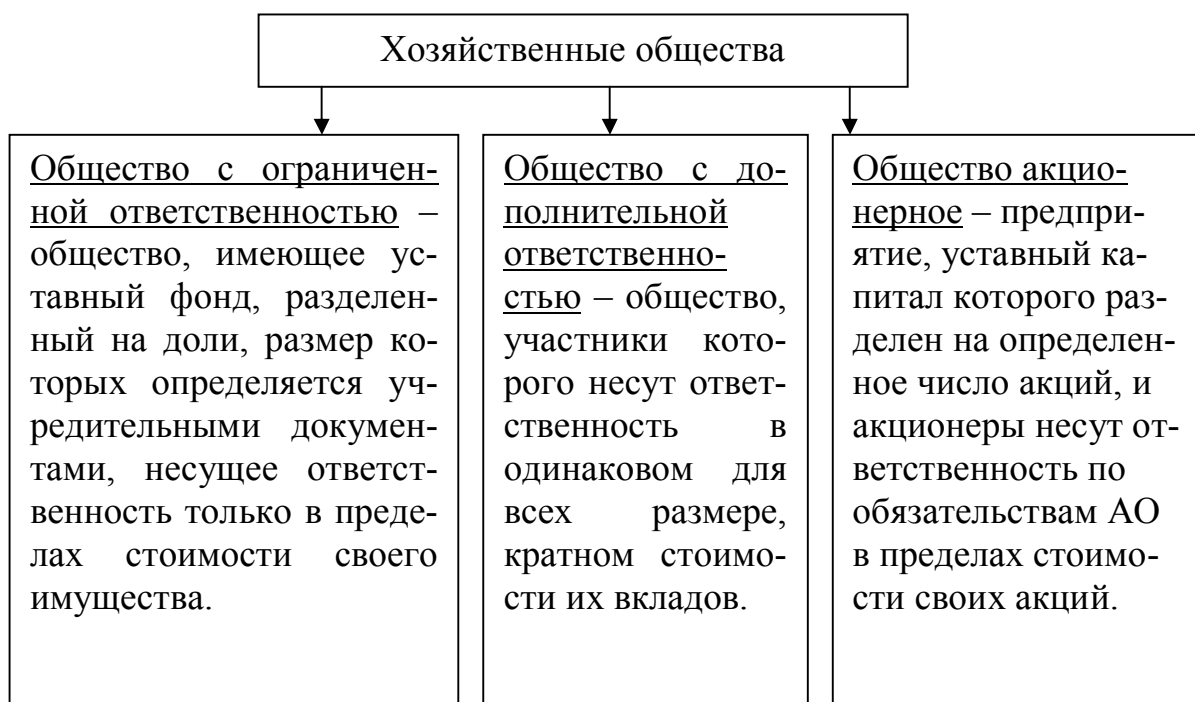 Хозяйственные общества
Общество с ограничен-
ной ответственностью –
общество, имеющее ус-
тавный фонд, разделен-
ный на доли, размер ко-
торых определяется уч-
редительными докумен-
тами, несущее ответст-
венность только в преде-
лах стоимости своего
имущества.
Общество с до-
полнительной
ответственно-
стью – общество,
участники кото-
рого несут ответ-
ственность в
одинаковом для
всех размере,
кратном стоимо-
сти их вкладов.
Общество акцио-
нерное – предпри-
ятие, уставный ка-
питал которого раз-
делен на определен-
ное число акций, и
акционеры несут от-
ветственность по
обязательствам АО
в пределах стоимо-
сти своих акций.